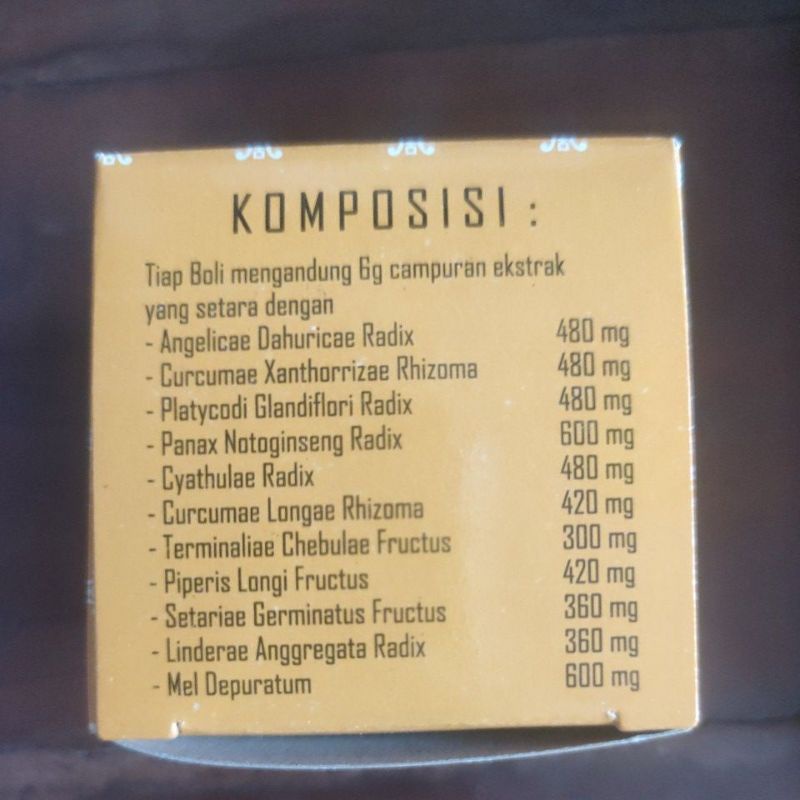 KOMPOSISI :
Tiap Boli mengandung 6g campuran ekstrak
yang setara dengan
- Angelicae Dahuricae Radix 480 mg
- Curcumae Xanthorrizae Rhizoma 480 mg
- Platycodi Glandiflori Radix 480 mg
- Panax Notoginseng Radix 600 mg
- Cyathulae Radix 480 mg
- Curcumae Longae Rhizoma 420 mg
- Terminaliae Chebulae Fructus 300 mg
- Piperis Longi Fructus 420 mg
- Setariae Germinatus Fructus 360 mg
- Linderae Anggregata Radix 360 mg
- Mel Depuratum 600 mg